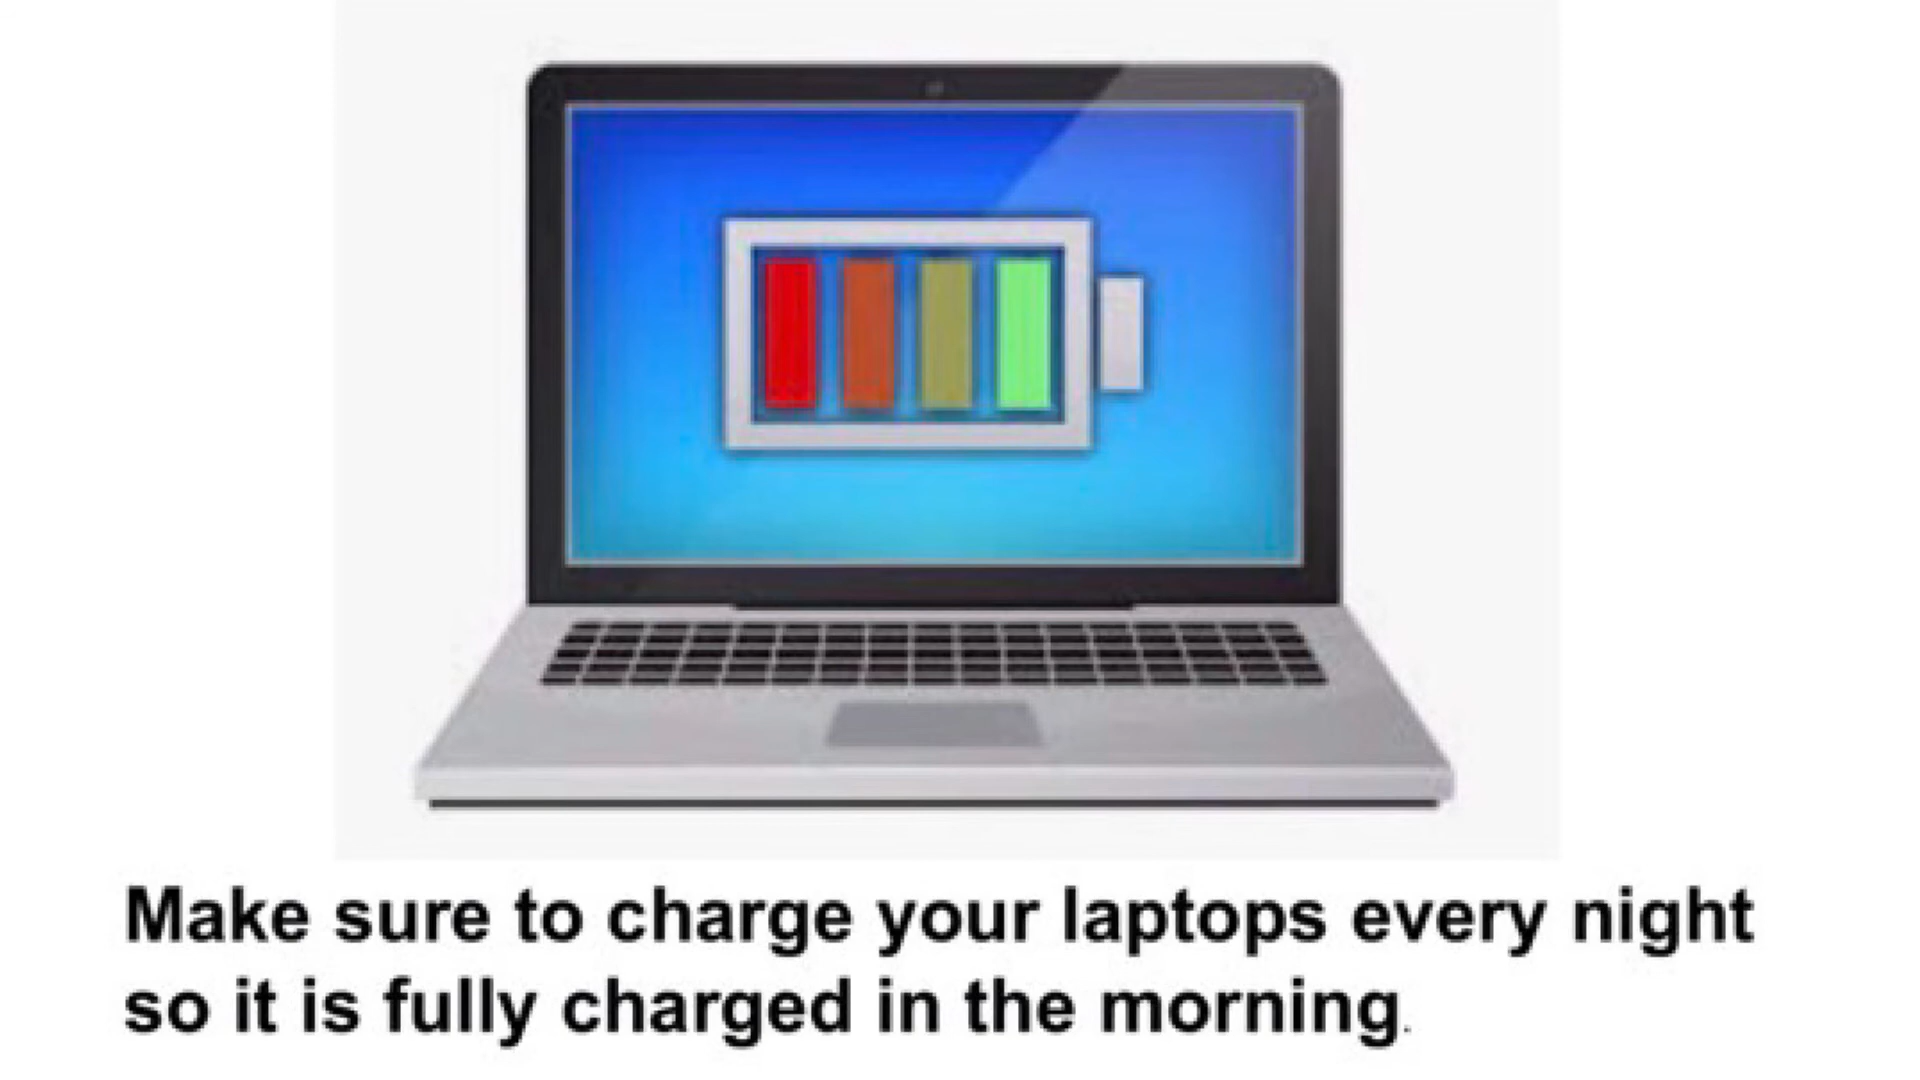 Make sure to charge your laptops every night
so it is fully charged in the morning.